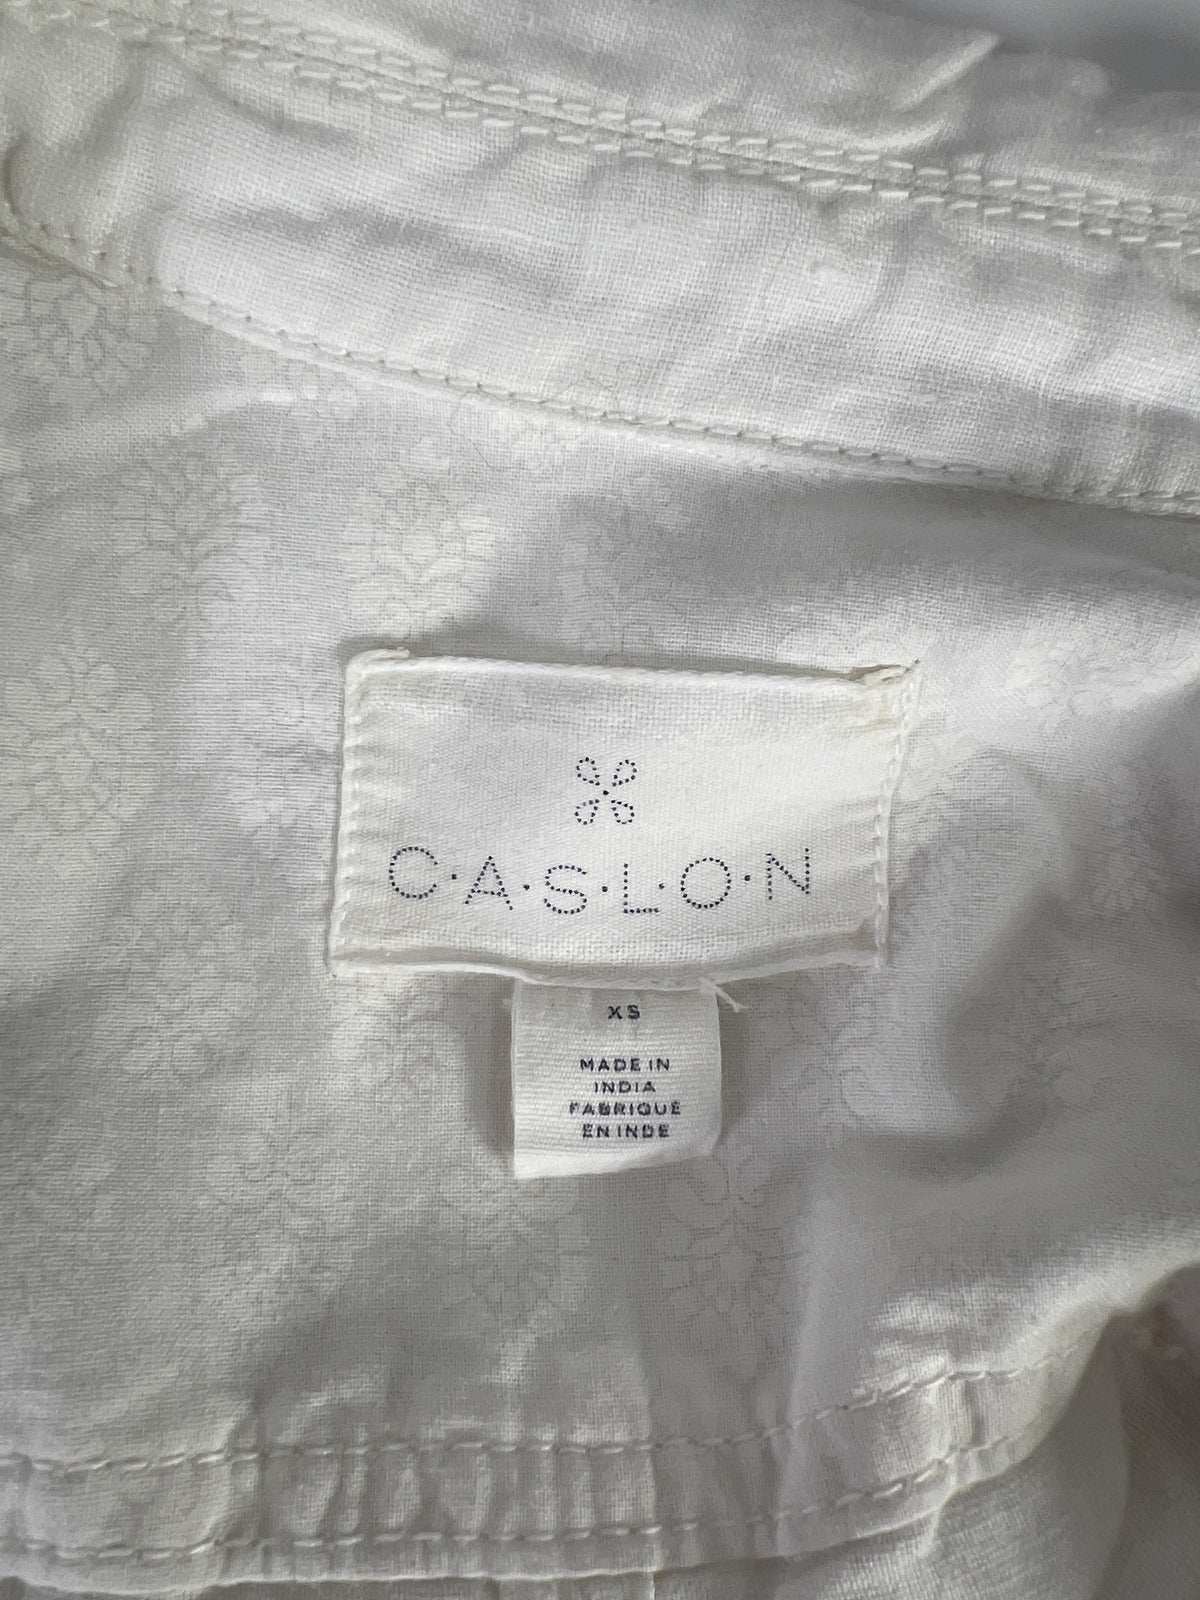 C·A·S·L·O·N
XS
MADE IN
INDIA
FABRIQUÉ
EN INDE